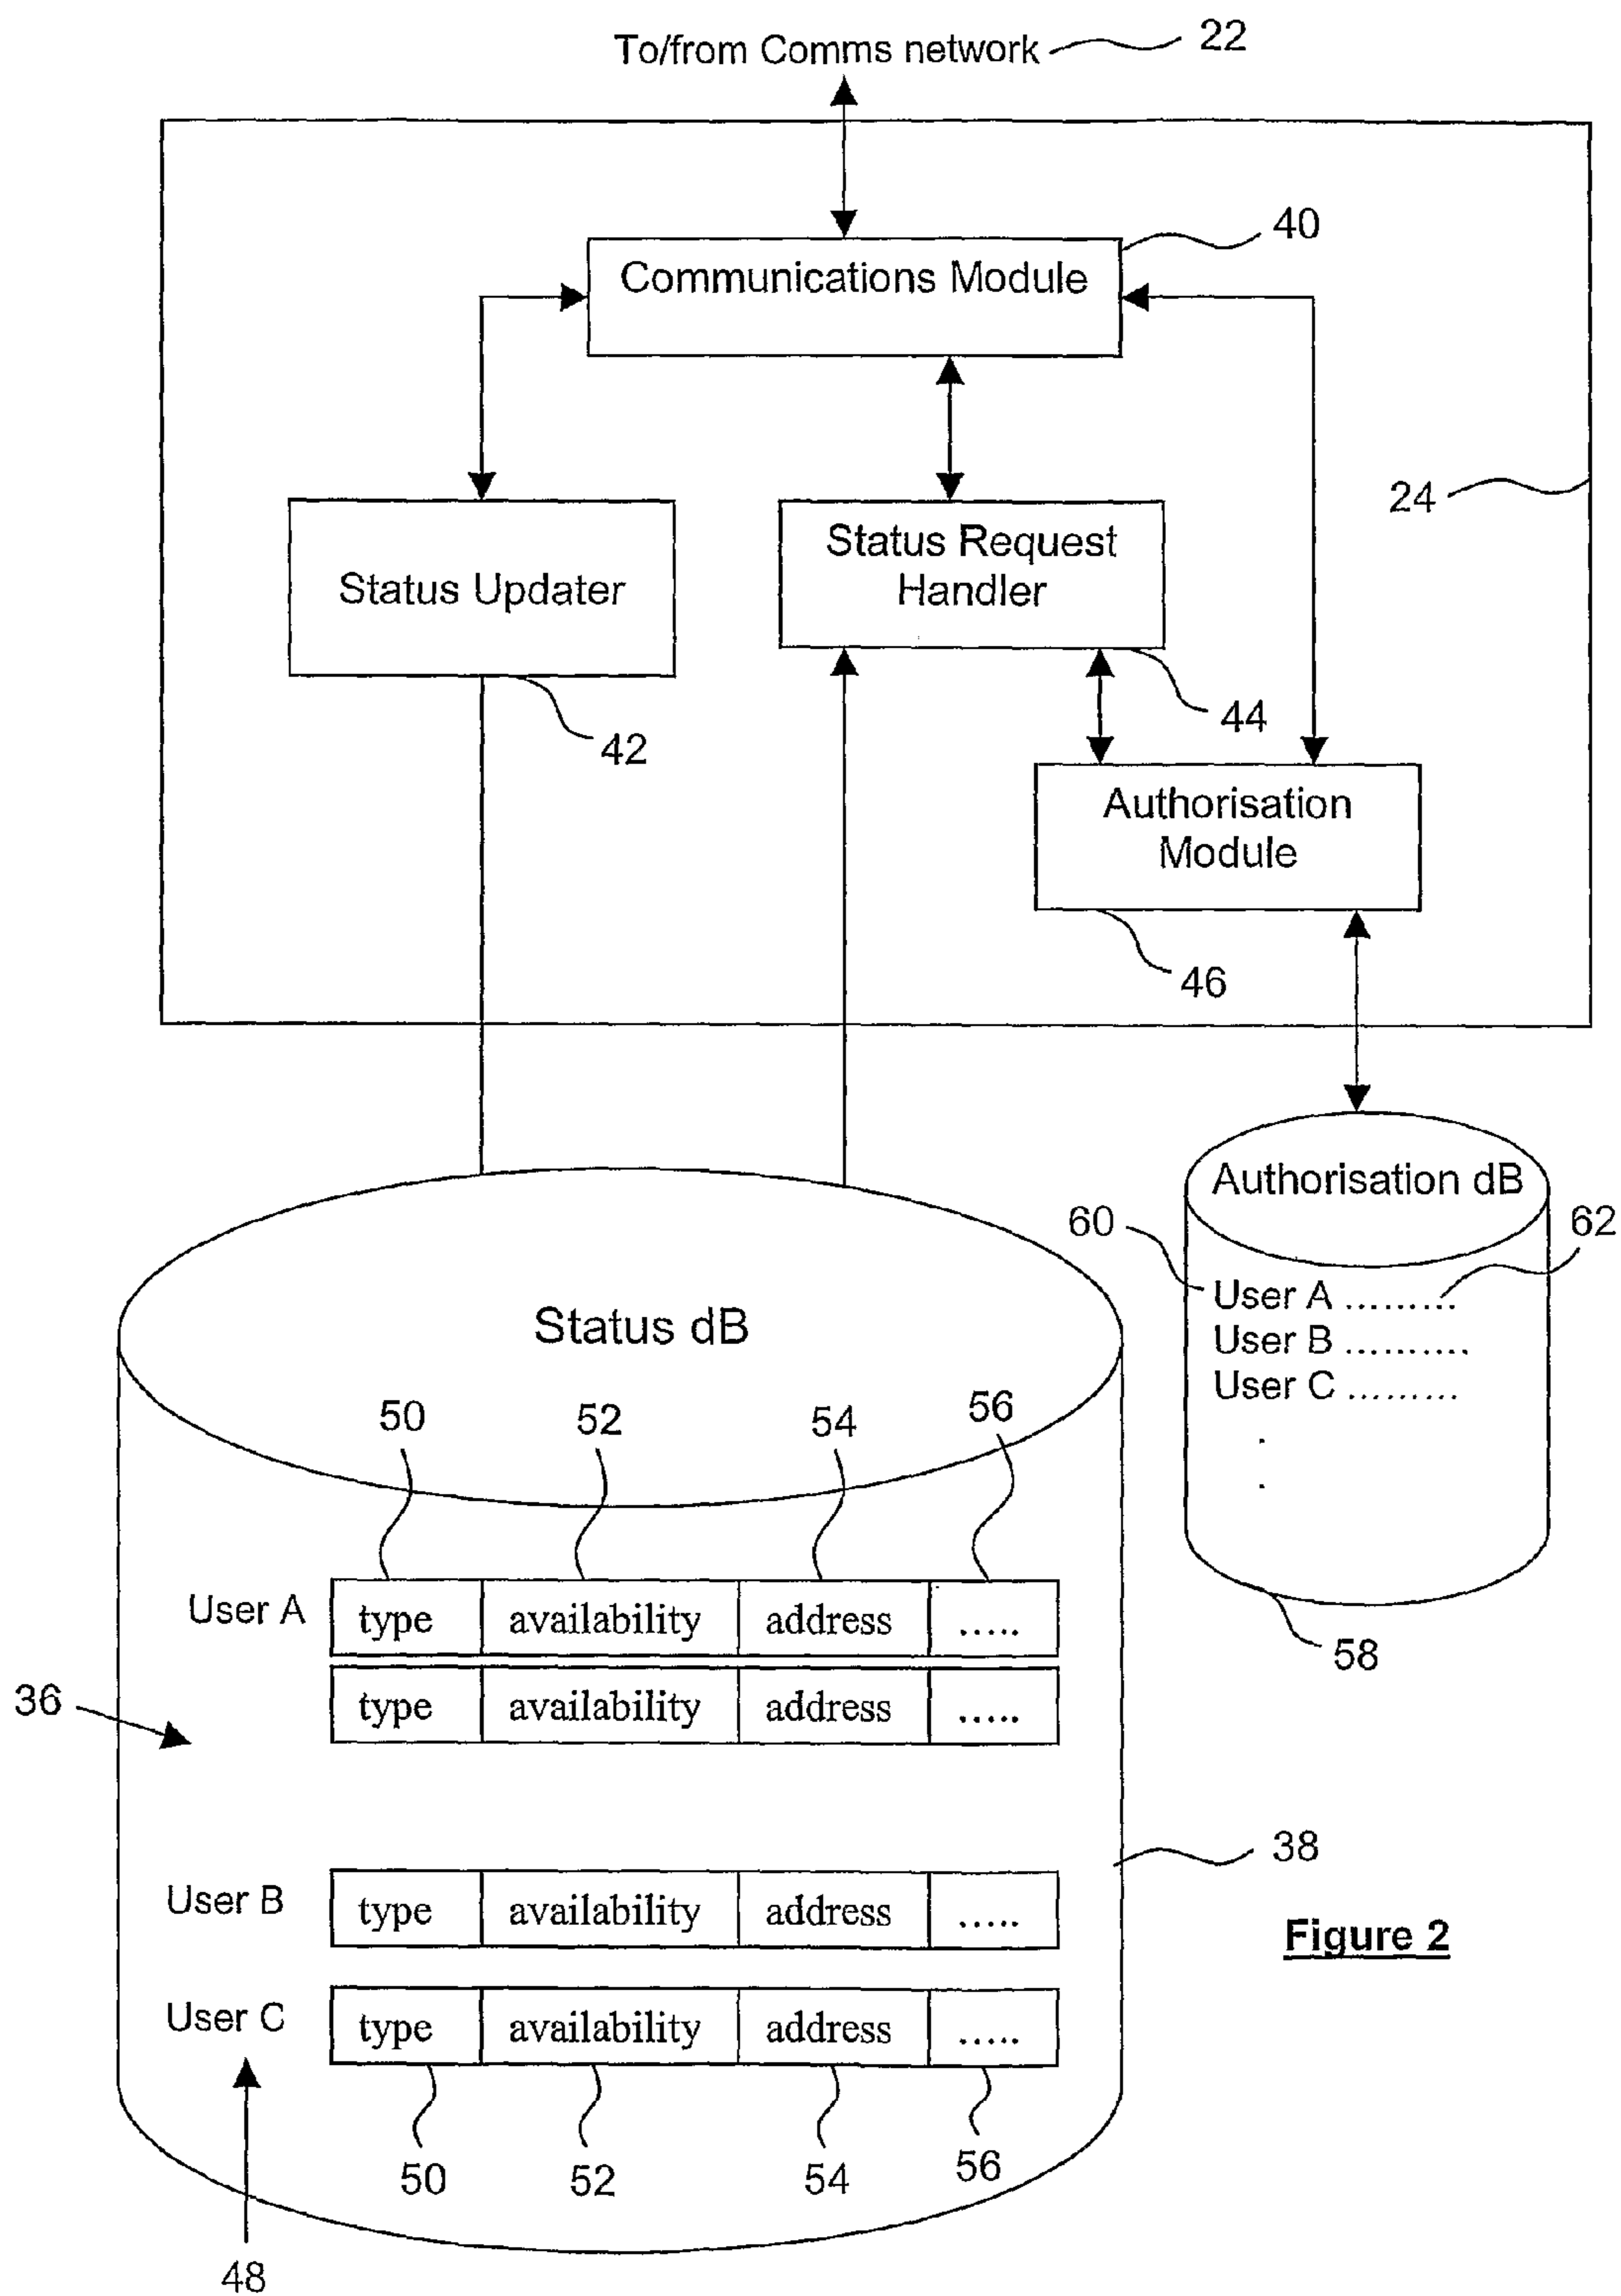 To/from Comms network 22
40
Communications Module
24
Status Updater
Status Request
Handler
42
44
Authorisation
Module
46
Authorisation dB
60
62
User A .........
User B ..........
User C .........
.
.
58
Status dB
50 52 54 56
User A type availability address .....
type availability address .....
36
38
User B type availability address .....
Figure 2
User C type availability address .....
50 52 54 56
48